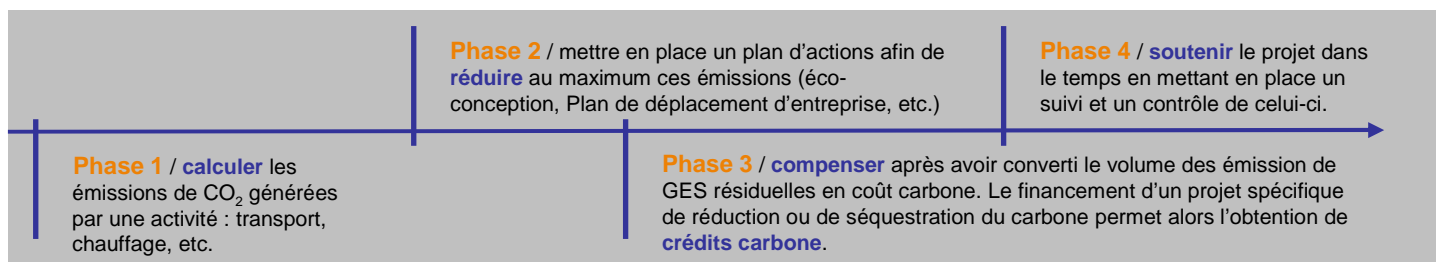 Phase 1 / calculer les
émissions de CO₂ générées
par une activité : transport,
chauffage, etc.
Phase 2 / mettre en place un plan d’actions afin de
réduire au maximum ces émissions (éco-
conception, Plan de déplacement d’entreprise, etc.)
Phase 3 / compenser après avoir converti le volume des émission de
GES résiduelles en coût carbone. Le financement d’un projet spécifique
de réduction ou de séquestration du carbone permet alors l’obtention de
crédits carbone.
Phase 4 / soutenir le projet dans
le temps en mettant en place un
suivi et un contrôle de celui-ci.